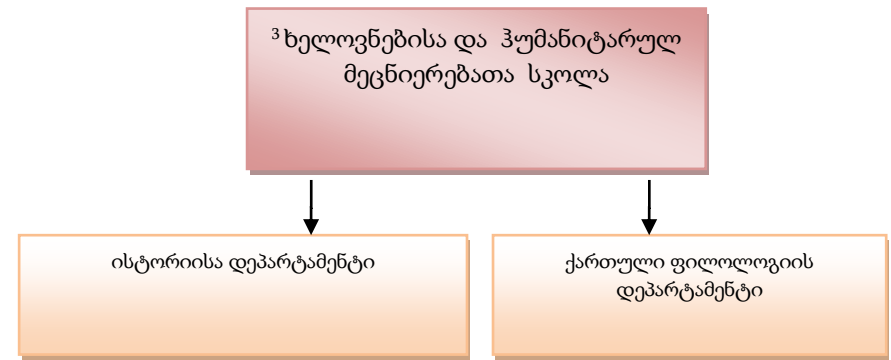 ³ ხელოვნებისა და ჰუმანიტარულ
მეცნიერებათა სკოლა
ისტორიისა დეპარტამენტი
ქართული ფილოლოგიის
დეპარტამენტი